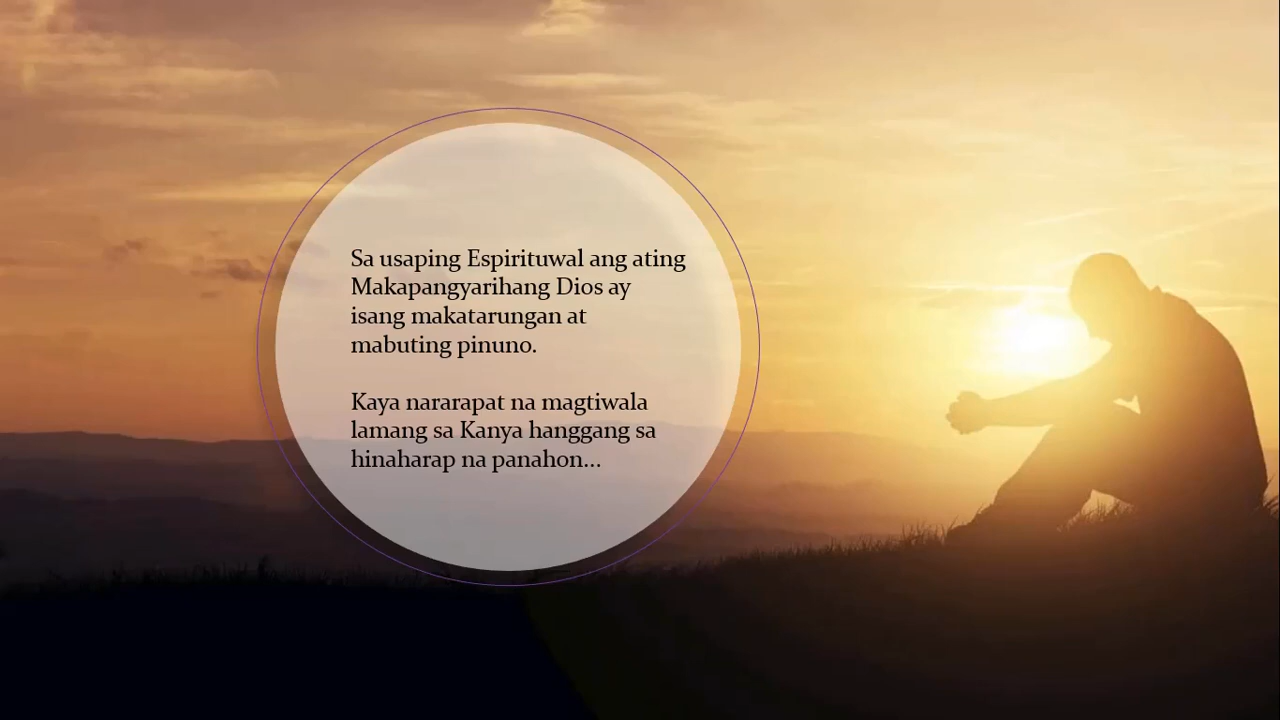 Sa usaping Espirituwal ang ating
Makapangyarihang Dios ay
isang makatarungan at
mabuting pinuno.
Kaya nararapat na magtiwala
lamang sa Kanya hanggang sa
hinaharap na panahon...